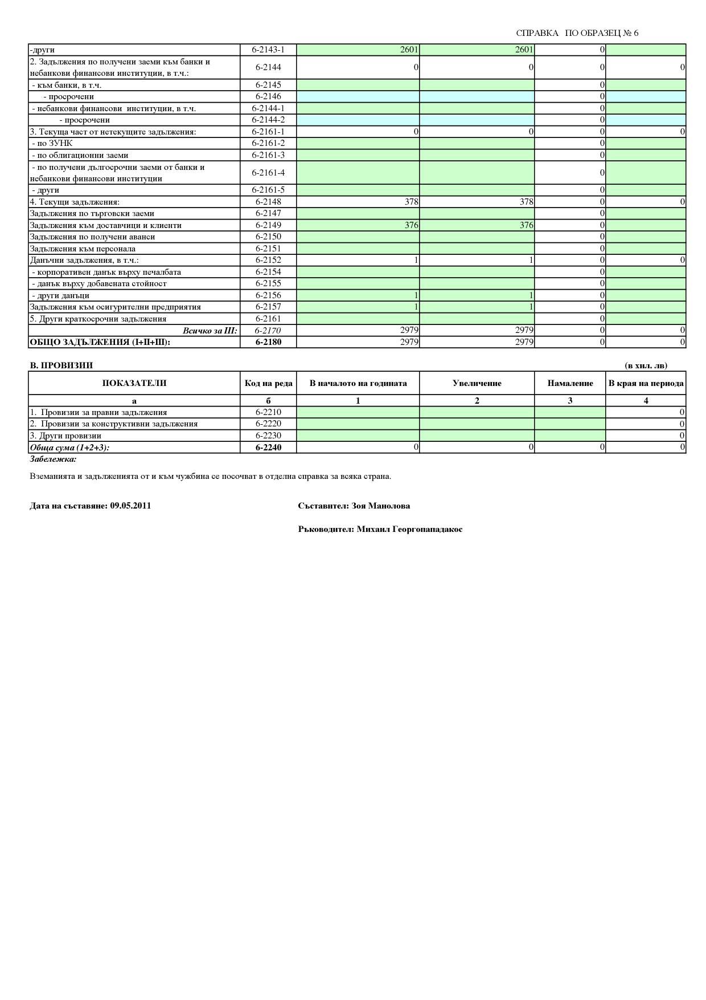 СПРАВКА ПО ОБРАЗЕЦ № 6
-други 6-2143-1 2601 2601 0
2. Задължения по получени заеми към банки и
небанкови финансови институции, в т.ч.: 6-2144 0 0 0 0
- към банки, в т.ч. 6-2145 0
- просрочени 6-2146 0
- небанкови финансови институции, в т.ч. 6-2144-1 0
- просрочени 6-2144-2 0
3. Текуща част от нетекущите задължения: 6-2161-1 0 0 0 0
- по ЗУНК 6-2161-2 0
- по облигационни заеми 6-2161-3 0
- по получени дългосрочни заеми от банки и
небанкови финансови институции 6-2161-4 0
- други 6-2161-5 0
4. Текущи задължения: 6-2148 378 378 0 0
Задължения по търговски заеми 6-2147 0
Задължения към доставчици и клиенти 6-2149 376 376 0
Задължения по получени аванси 6-2150 0
Задължения към персонала 6-2151 0
Данъчни задължения, в т.ч.: 6-2152 1 1 0 0
- корпоративен данък върху печалбата 6-2154 0
- данък върху добавената стойност 6-2155 0
- други данъци 6-2156 1 1 0
Задължения към осигурителни предприятия 6-2157 1 1 0
5. Други краткосрочни задължения 6-2161 0
Всичко за III: 6-2170 2979 2979 0 0
ОБЩО ЗАДЪЛЖЕНИЯ (I+II+III): 6-2180 2979 2979 0 0
В. ПРОВИЗИИ (в хил. лв)
ПОКАЗАТЕЛИ Код на реда В началото на годината Увеличение Намаление В края на периода
а б 1 2 3 4
1. Провизии за правни задължения 6-2210 0
2. Провизии за конструктивни задължения 6-2220 0
3. Други провизии 6-2230 0
Обща сума (1+2+3): 6-2240 0 0 0 0
Забележка:
Вземанията и задълженията от и към чужбина се посочват в отделна справка за всяка страна.
Дата на съставяне: 09.05.2011 Съставител: Зоя Манолова
Ръководител: Михаил Георгопападакос